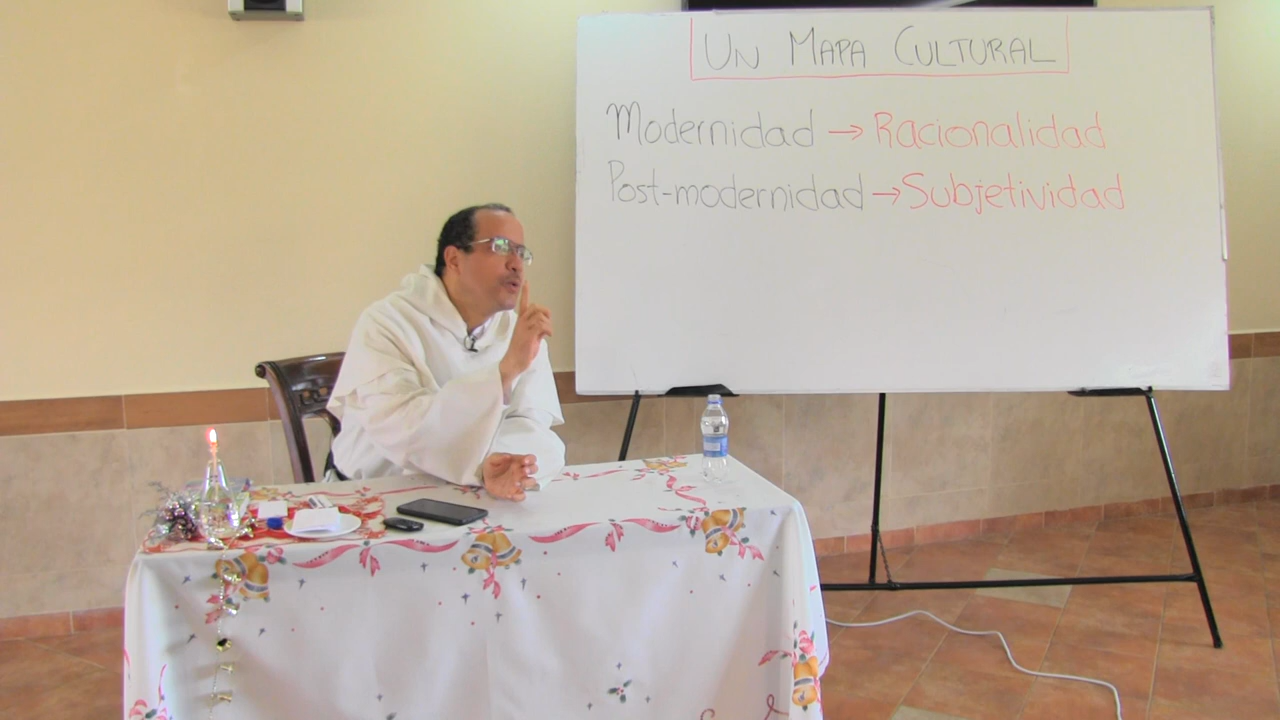 UN MAPA CULTURAL
Modernidad → Racionalidad
Post-modernidad → Subjetividad